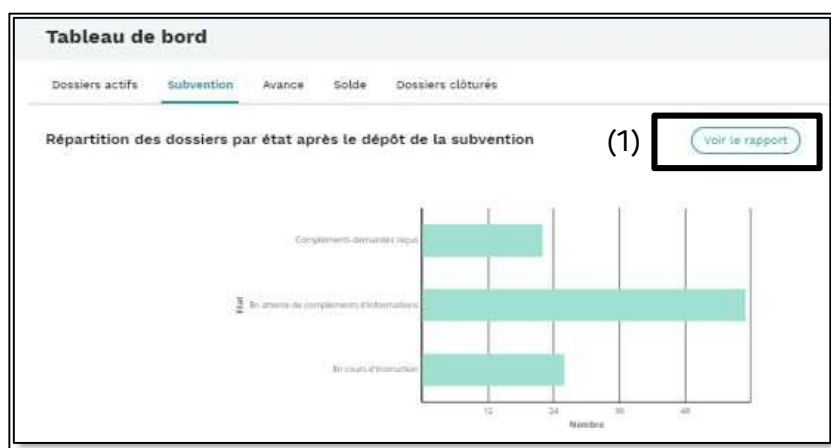 Tableau de bord
Dossiers actifs Subvention Avance Solde Dossiers clôturés
Répartition des dossiers par état après le dépôt de la subvention
(1)
Voir le rapport
Compléments demandés reçus
Etat
En attente de compléments d'informations
En cours d'instruction
12 24 36 48
Nombre